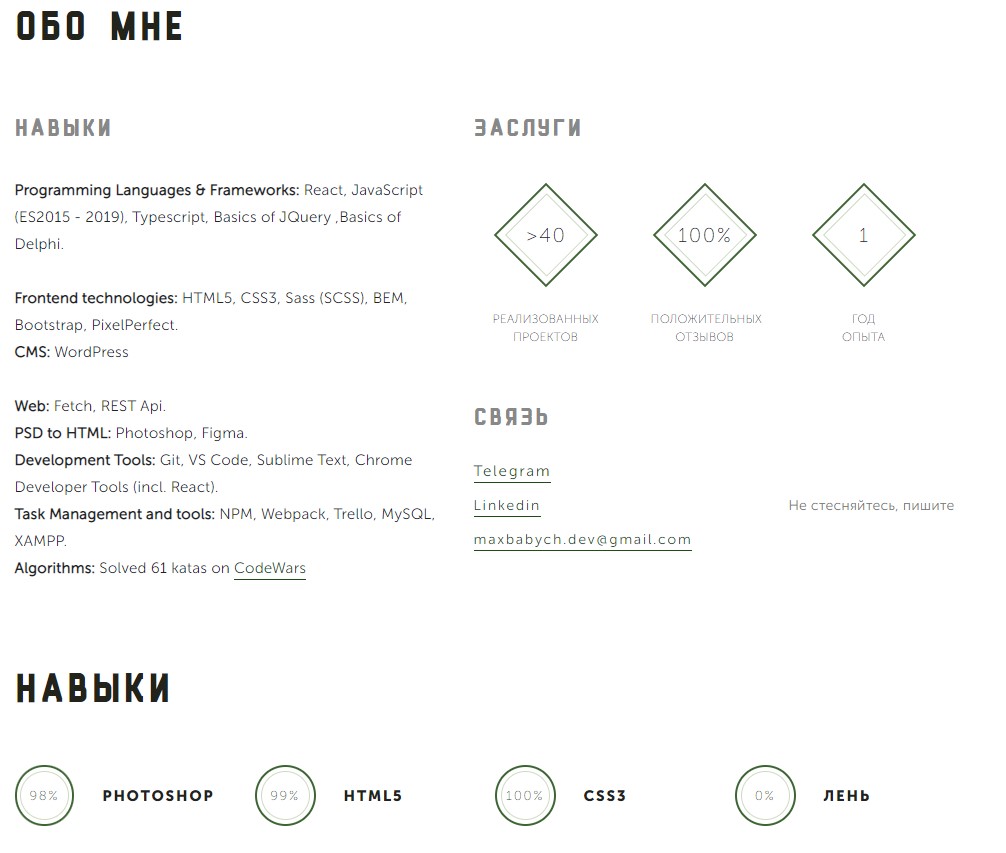 ОБО МНЕ
НАВЫКИ
Programming Languages & Frameworks: React, JavaScript
(ES2015 - 2019), Typescript, Basics of JQuery ,Basics of
Delphi.
Frontend technologies: HTML5, CSS3, Sass (SCSS), BEM,
Bootstrap, PixelPerfect.
CMS: WordPress
Web: Fetch, REST Api.
PSD to HTML: Photoshop, Figma.
Development Tools: Git, VS Code, Sublime Text, Chrome
Developer Tools (incl. React).
Task Management and tools: NPM, Webpack, Trello, MySQL,
XAMPP.
Algorithms: Solved 61 katas on CodeWars
ЗАСЛУГИ
>40
РЕАЛИЗОВАННЫХ
ПРОЕКТОВ
100%
ПОЛОЖИТЕЛЬНЫХ
ОТЗЫВОВ
1
ГОД
ОПЫТА
СВЯЗЬ
Telegram
Linkedin
maxbabych.dev@gmail.com
Не стесняйтесь, пишите
НАВЫКИ
98% PHOTOSHOP
99% HTML5
100% CSS3
0% ЛЕНЬ